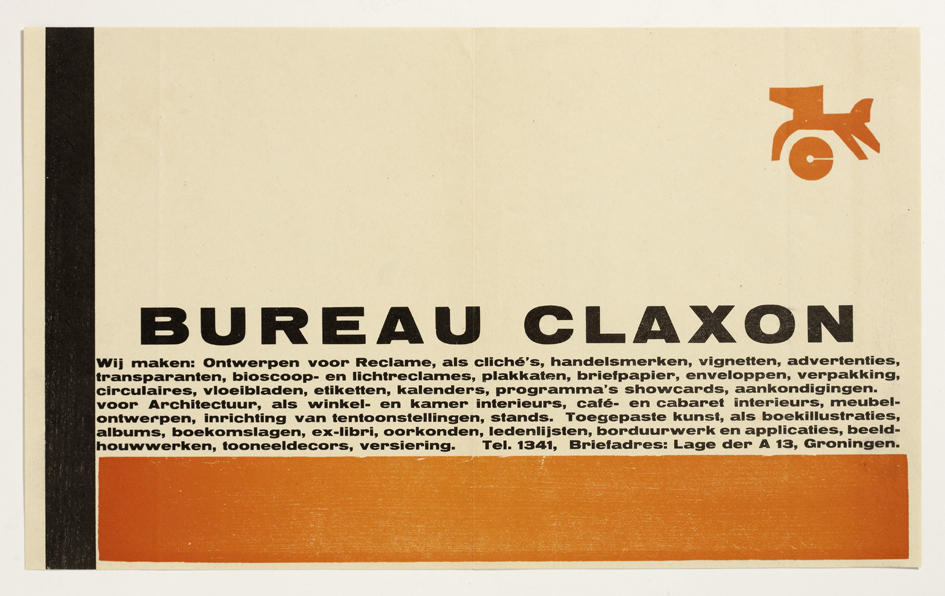 BUREAU CLAXON
Wij maken: Ontwerpen voor Reclame, als cliché's, handelsmerken, vignetten, advertenties,
transparanten, bioscoop- en lichtreclames, plakkaten, briefpapier, enveloppen, verpakking,
circulaires, vloeibladen, etiketten, kalenders, programma's showcards, aankondigingen.
voor Architectuur, als winkel- en kamer interieurs, café- en cabaret interieurs, meubel-
ontwerpen, inrichting van tentoonstellingen, stands. Toegepaste kunst, als boekillustraties,
albums, boekomslagen, ex-libri, oorkonden, ledenlijsten, borduurwerk en applicaties, beeld-
houwwerken, tooneeldecors, versiering. Tel. 1341, Briefadres: Lage der A 13, Groningen.